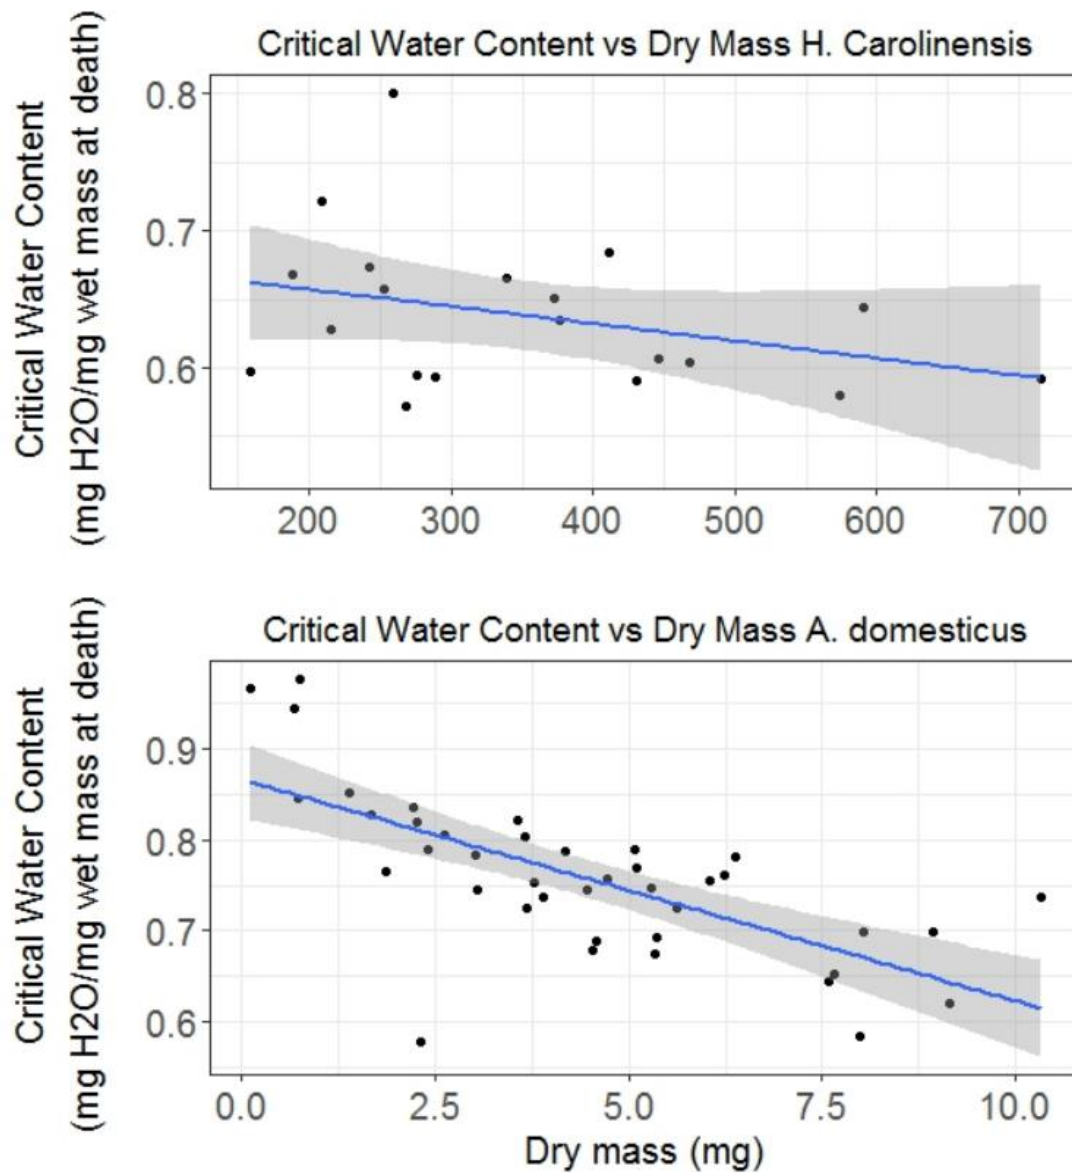 Critical Water Content vs Dry Mass H. Carolinensis
Critical Water Content
(mg H2O/mg wet mass at death)
0.8
0.7
0.6
200 300 400 500 600 700
Critical Water Content vs Dry Mass A. domesticus
Critical Water Content
(mg H2O/mg wet mass at death)
0.9
0.8
0.7
0.6
0.0 2.5 5.0 7.5 10.0
Dry mass (mg)